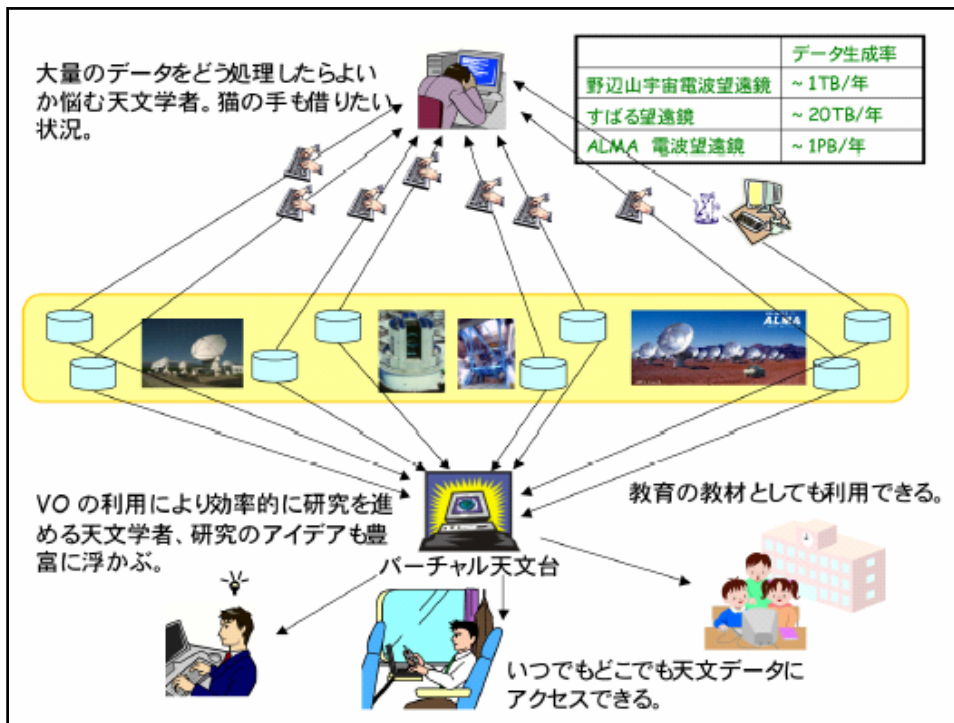 大量のデータをどう処理したらよい
か悩む天文学者。猫の手も借りたい
状況。
データ生成率
野辺山宇宙電波望遠鏡 ~ 1TB/年
すばる望遠鏡 ~ 20TB/年
ALMA 電波望遠鏡 ~ 1PB/年
ALMA
VO の利用により効率的に研究を進
める天文学者、研究のアイデアも豊
富に浮かぶ。
教育の教材としても利用できる。
バーチャル天文台
いつでもどこでも天文データに
アクセスできる。